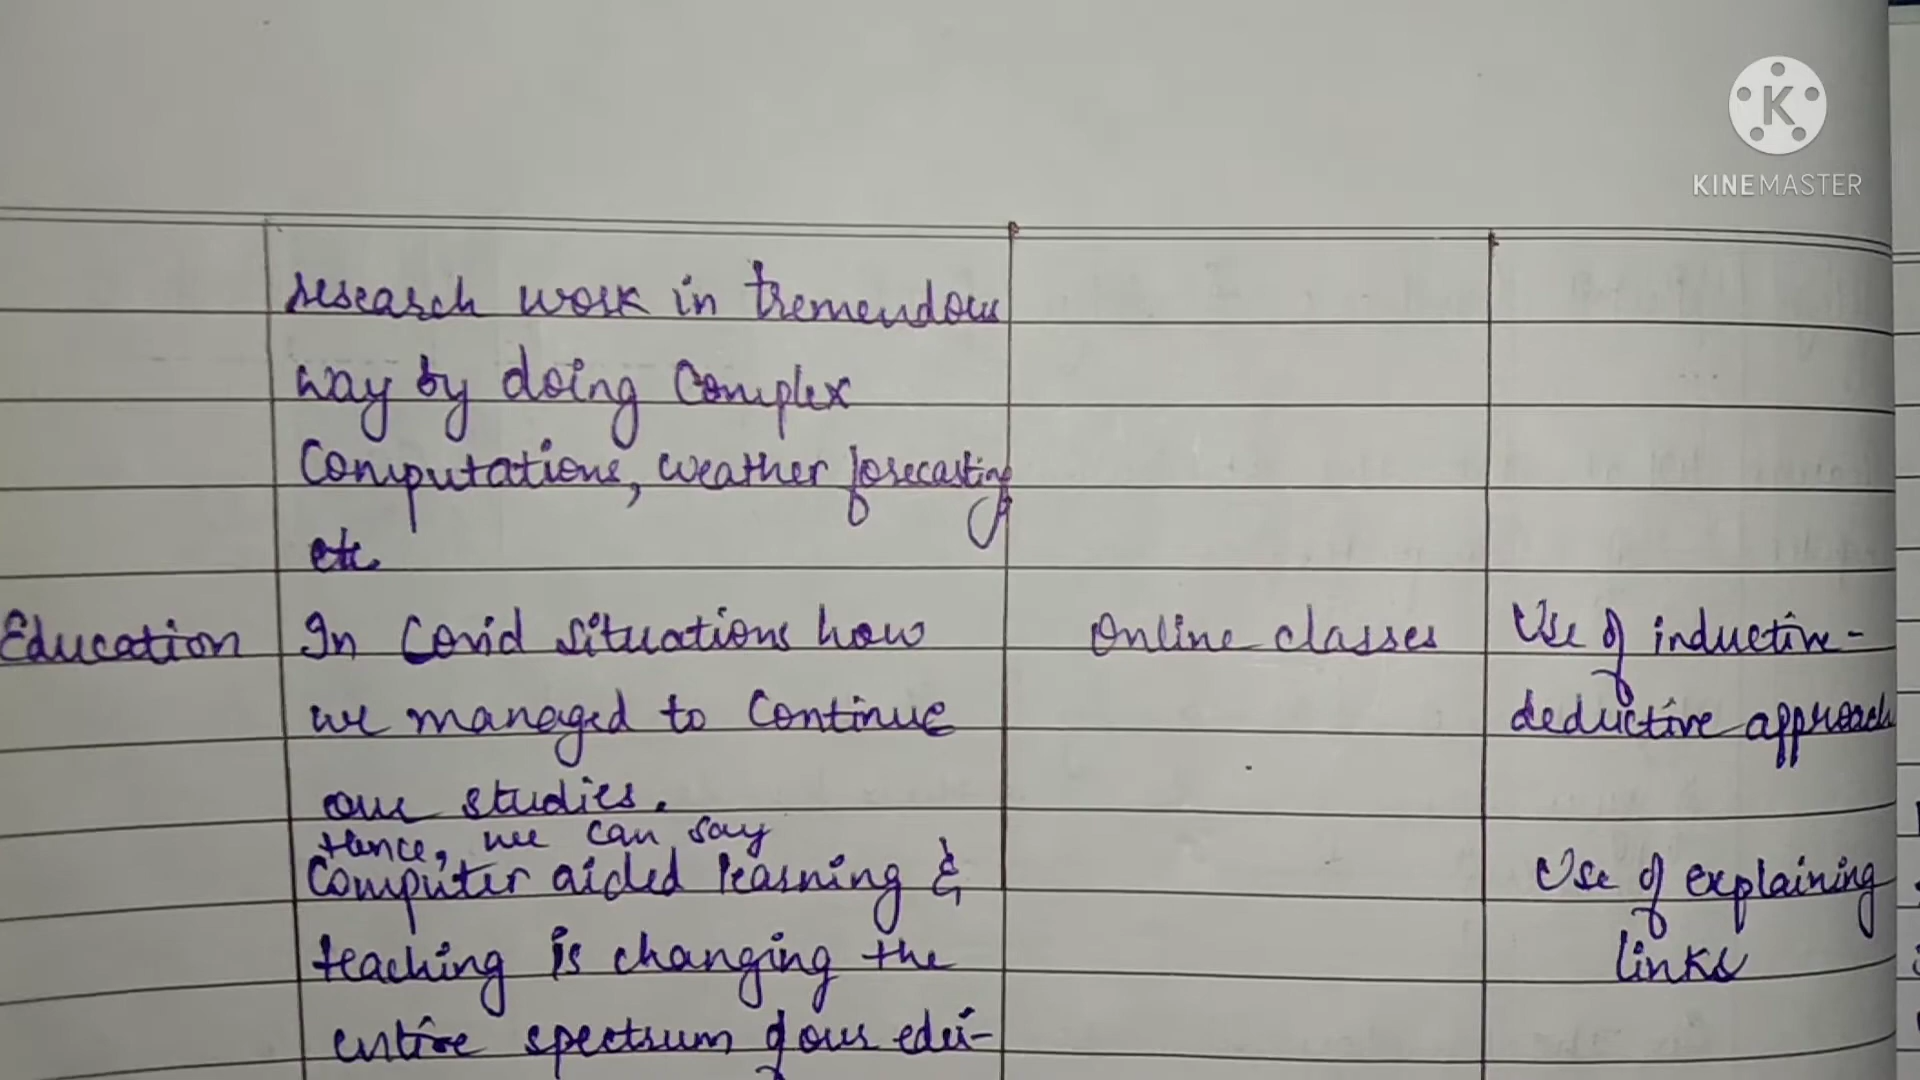 KINEMASTER
research work in tremendous
way by doing Complex
Computations, weather forecasting
etc.
Education In Covid situations how Online classes Use of inductive-
we managed to Continue deductive approach
our studies.
Hence, we can say
Computer aided learning & Use of explaining
teaching is changing the links
entire spectrum of our edu-